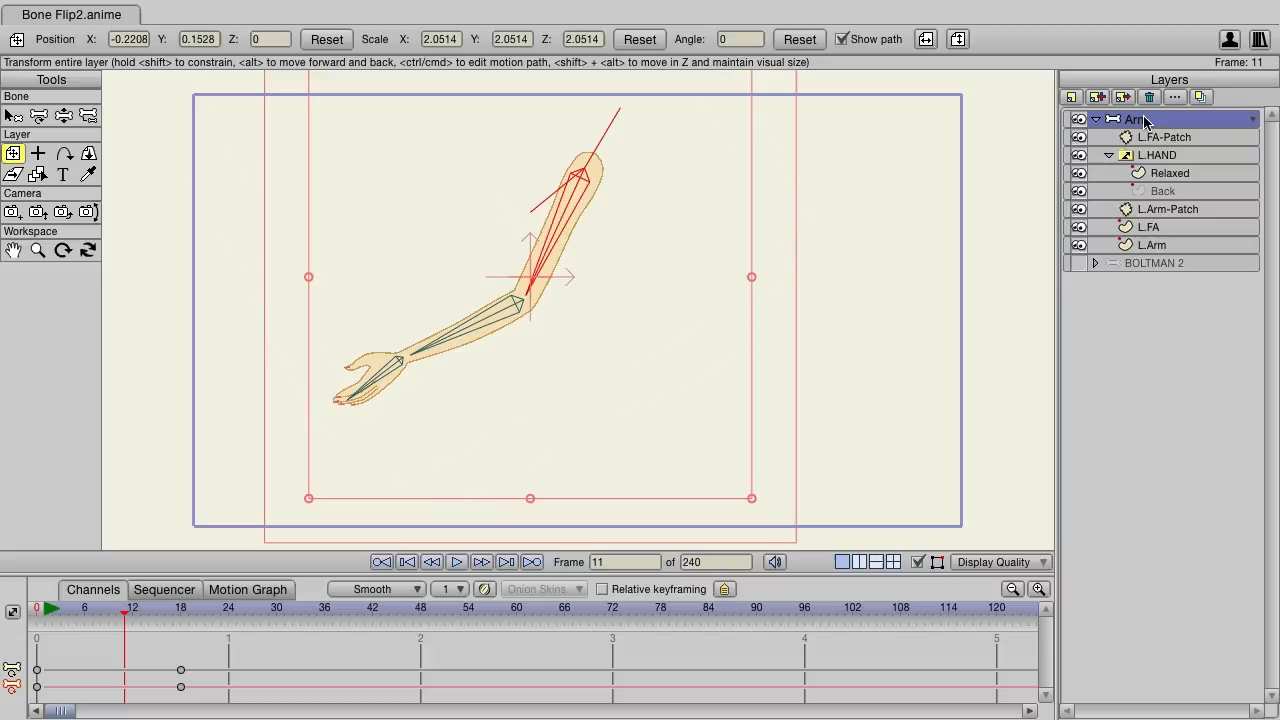 Bone Flip2.anime
Position X: -0.2208 Y: 0.1528 Z: 0 Reset Scale X: 2.0514 Y: 2.0514 Z: 2.0514 Reset Angle: 0 Reset Show path
Transform entire layer (hold <shift> to constrain, <alt> to move forward and back, <ctrl/cmd> to edit motion path, <shift> + <alt> to move in Z and maintain visual size) Frame: 11
Tools
Bone
Layer
T
Camera
Workspace
Layers
Arm
L.FA-Patch
L.HAND
Relaxed
Back
L.Arm-Patch
L.FA
L.Arm
BOLTMAN 2
Frame 11 of 240 Display Quality
Channels Sequencer Motion Graph Smooth 1 Onion Skins Relative keyframing
0 6 12 18 24 30 36 42 48 54 60 66 72 78 84 90 96 102 108 114 120
0 1 2 3 4 5